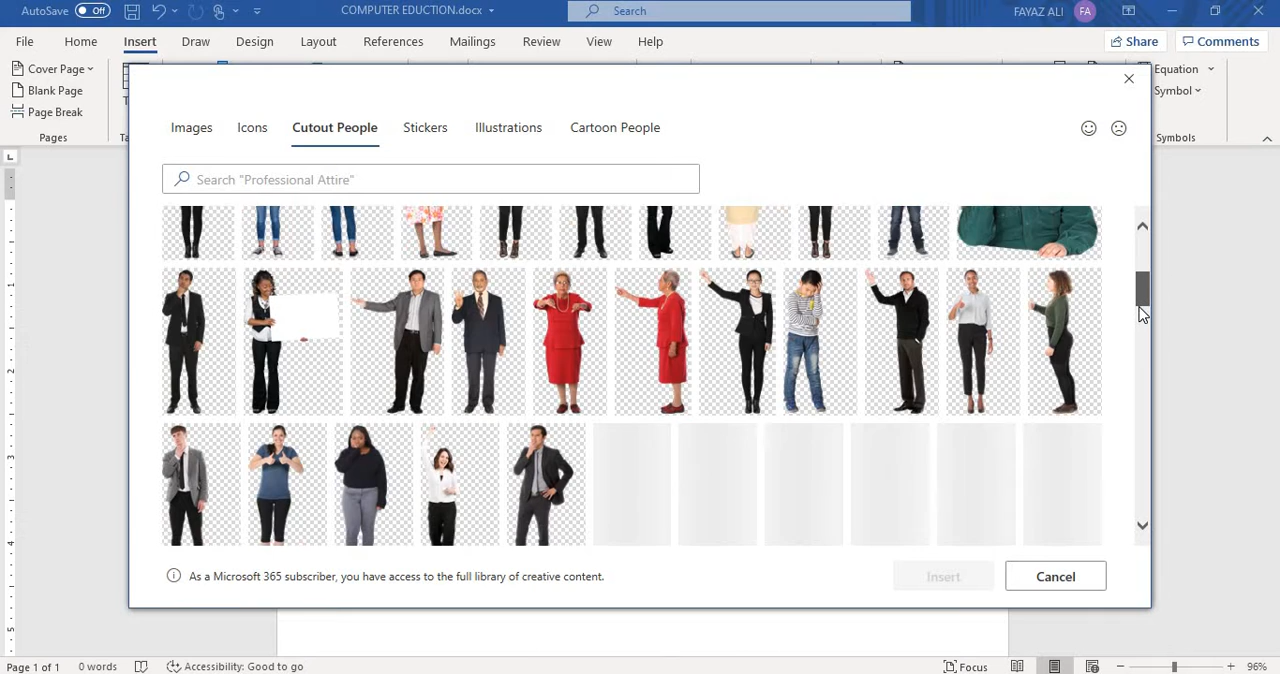 AutoSave Off COMPUTER EDUCTION.docx Search FAYAZ ALI FA
File Home Insert Draw Design Layout References Mailings Review View Help Share Comments
Cover Page
Blank Page
Page Break
Pages
Equation
Symbol
Symbols
Images Icons Cutout People Stickers Illustrations Cartoon People
Search "Professional Attire"
As a Microsoft 365 subscriber, you have access to the full library of creative content.
Insert Cancel
Page 1 of 1 0 words Accessibility: Good to go Focus 96%